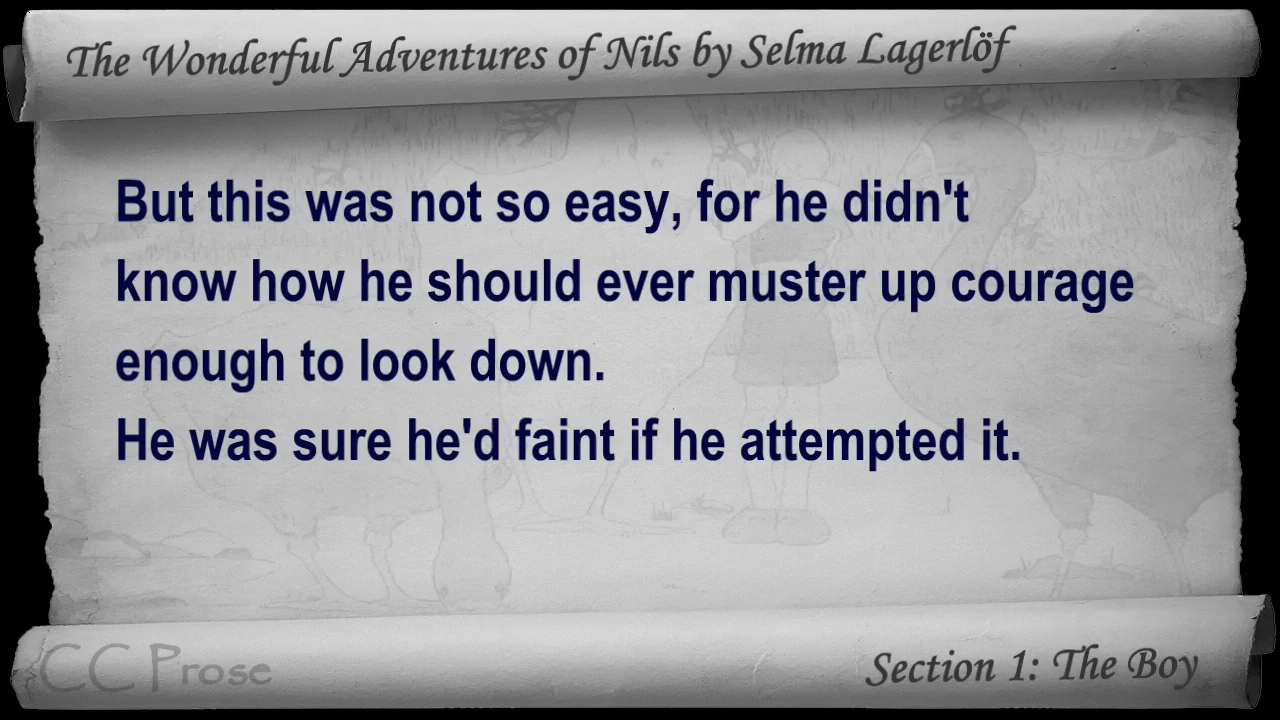 The Wonderful Adventures of Nils by Selma Lagerlöf
But this was not so easy, for he didn't
know how he should ever muster up courage
enough to look down.
He was sure he'd faint if he attempted it.
CC Prose
Section 1: The Boy